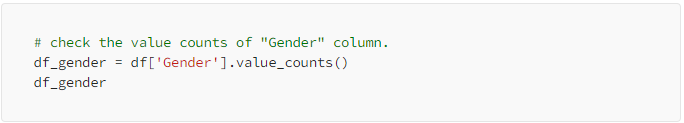 # check the value counts of "Gender" column.
df_gender = df['Gender'].value_counts()
df_gender